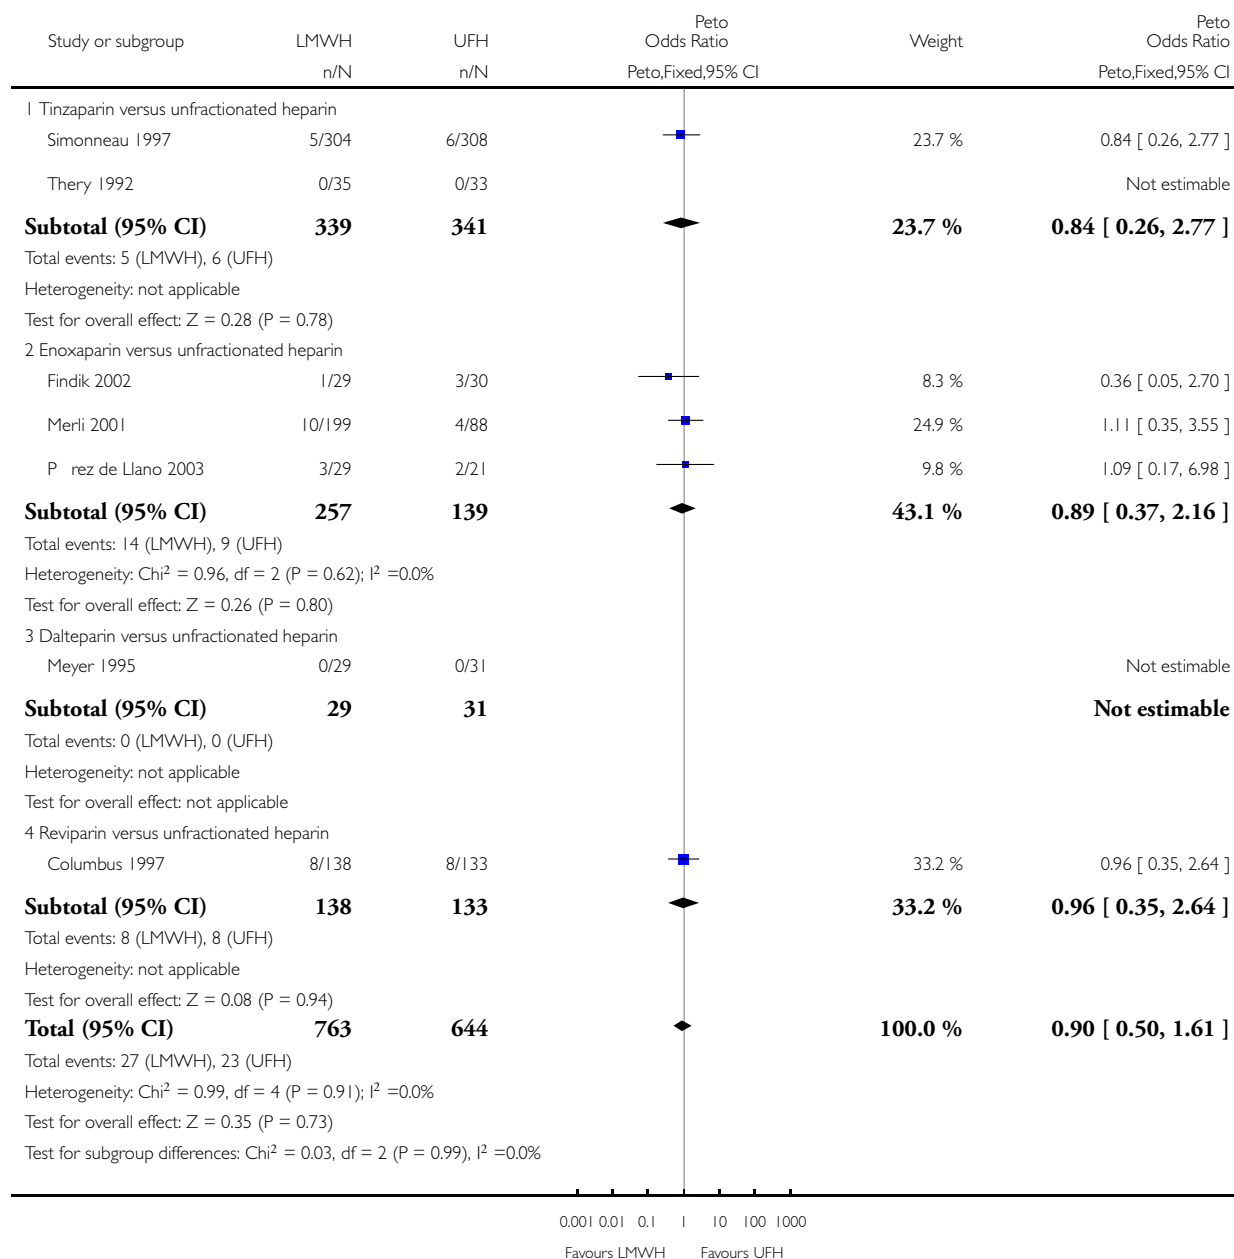 Peto Peto
Study or subgroup LMWH UFH Odds Ratio Weight Odds Ratio
n/N n/N Peto,Fixed,95% CI Peto,Fixed,95% CI
1 Tinzaparin versus unfractionated heparin
Simonneau 1997 5/304 6/308 23.7 % 0.84 [ 0.26, 2.77 ]
Thery 1992 0/35 0/33 Not estimable
Subtotal (95% CI) 339 341 23.7 % 0.84 [ 0.26, 2.77 ]
Total events: 5 (LMWH), 6 (UFH)
Heterogeneity: not applicable
Test for overall effect: Z = 0.28 (P = 0.78)
2 Enoxaparin versus unfractionated heparin
Findik 2002 1/29 3/30 8.3 % 0.36 [ 0.05, 2.70 ]
Merli 2001 10/199 4/88 24.9 % 1.11 [ 0.35, 3.55 ]
P rez de Llano 2003 3/29 2/21 9.8 % 1.09 [ 0.17, 6.98 ]
Subtotal (95% CI) 257 139 43.1 % 0.89 [ 0.37, 2.16 ]
Total events: 14 (LMWH), 9 (UFH)
Heterogeneity: Chi² = 0.96, df = 2 (P = 0.62); I² =0.0%
Test for overall effect: Z = 0.26 (P = 0.80)
3 Dalteparin versus unfractionated heparin
Meyer 1995 0/29 0/31 Not estimable
Subtotal (95% CI) 29 31 Not estimable
Total events: 0 (LMWH), 0 (UFH)
Heterogeneity: not applicable
Test for overall effect: not applicable
4 Reviparin versus unfractionated heparin
Columbus 1997 8/138 8/133 33.2 % 0.96 [ 0.35, 2.64 ]
Subtotal (95% CI) 138 133 33.2 % 0.96 [ 0.35, 2.64 ]
Total events: 8 (LMWH), 8 (UFH)
Heterogeneity: not applicable
Test for overall effect: Z = 0.08 (P = 0.94)
Total (95% CI) 763 644 100.0 % 0.90 [ 0.50, 1.61 ]
Total events: 27 (LMWH), 23 (UFH)
Heterogeneity: Chi² = 0.99, df = 4 (P = 0.91); I² =0.0%
Test for overall effect: Z = 0.35 (P = 0.73)
Test for subgroup differences: Chi² = 0.03, df = 2 (P = 0.99), I² =0.0%
0.001 0.01 0.1 1 10 100 1000
Favours LMWH Favours UFH